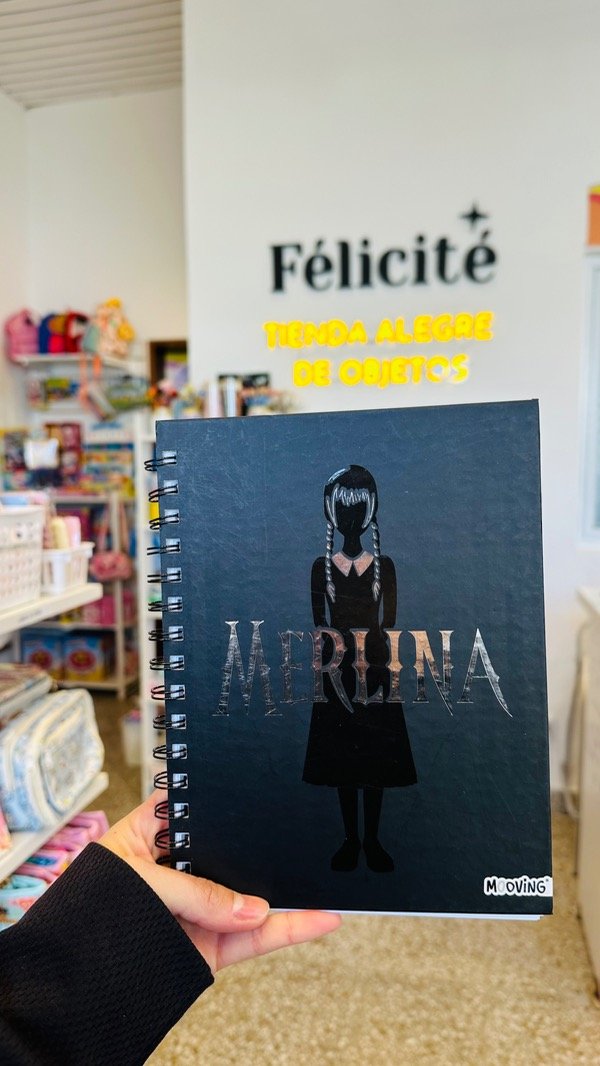 Félicité
TIENDA ALEGRE
DE OBJETOS
MERLINA
MOOVING